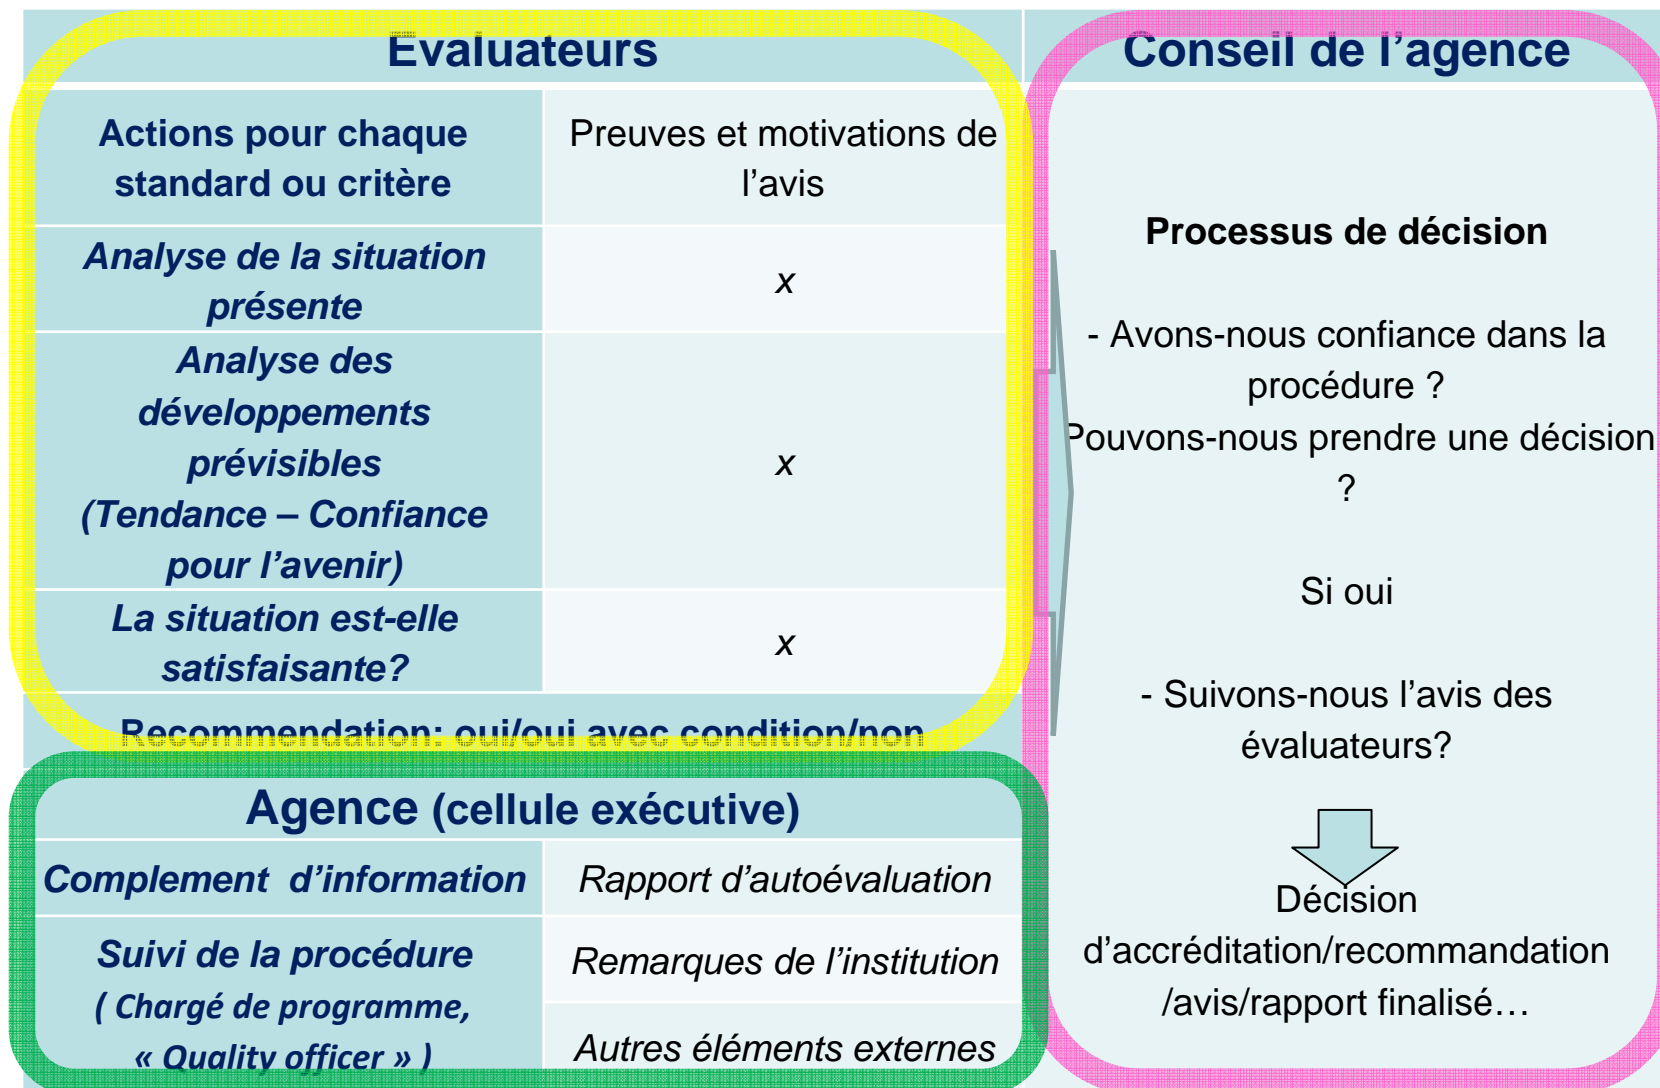 Evaluateurs
Conseil de l’agence
Actions pour chaque
standard ou critère
Preuves et motivations de
l’avis
Analyse de la situation
présente
x
Analyse des
développements
prévisibles
(Tendance – Confiance
pour l’avenir)
x
La situation est-elle
satisfaisante?
x
Recommendation: oui/oui avec condition/non
Agence (cellule exécutive)
Complement d’information
Rapport d’autoévaluation
Suivi de la procédure
( Chargé de programme,
« Quality officer » )
Remarques de l’institution
Autres éléments externes
Processus de décision
- Avons-nous confiance dans la
procédure ?
Pouvons-nous prendre une décision
?
Si oui
- Suivons-nous l’avis des
évaluateurs?
Décision
d’accréditation/recommandation
/avis/rapport finalisé…